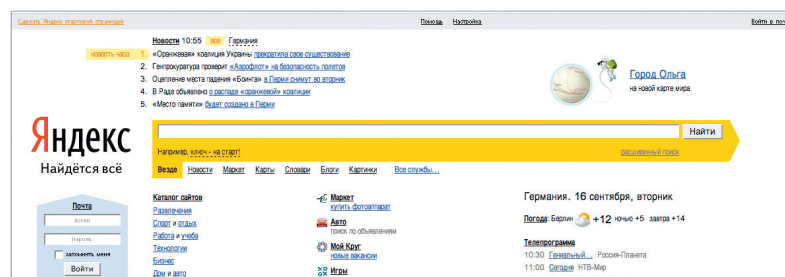 Сделать Яндекс стартовой страницей
Помощь Настройка
Войти в поч
Новости 10:55 все Германия
новость часа 1. «Оранжевая» коалиция Украины прекратила свое существование
2. Генпрокуратура проверит «Аэрофлот» на безопасность полетов
3. Оцепление места падения «Боинга» в Перми снимут во вторник
4. В Раде объявлено о распаде «оранжевой» коалиции
5. «Место памяти» будет создано в Перми
Город Ольга
на новой карте мира
Яндекс
Найдётся всё
Найти
Например, ключ - на старт!
расширенный поиск
Везде Новости Маркет Карты Словари Блоги Картинки Все службы...
Почта
логин
пароль
запомнить меня
Войти
Каталог сайтов
Развлечения
Спорт и отдых
Работа и учеба
Технологии
Бизнес
Дом и авто
Маркет
купить фотоаппарат
Авто
поиск по объявлениям
Мой Круг
новые вакансии
Игры
Германия. 16 сентября, вторник
Погода: Берлин +12 ночью +5 завтра +14
Телепрограмма
10:30 Гениальный... Россия-Планета
11:00 Сегодня НТВ-Мир